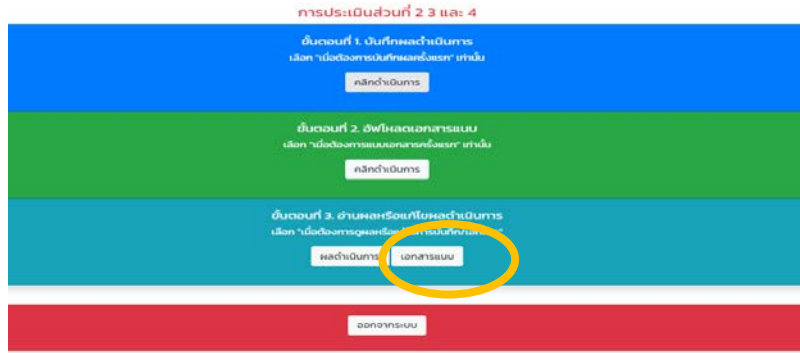 การประเมินส่วนที่ 2 3 และ 4
ขั้นตอนที่ 1. บันทึกผลดำเนินการ
เลือก "เมื่อต้องการบันทึกผลครั้งแรก" เท่านั้น
คลิกดำเนินการ
ขั้นตอนที่ 2. อัพโหลดเอกสารแนบ
เลือก "เมื่อต้องการแนบเอกสารครั้งแรก" เท่านั้น
คลิกดำเนินการ
ขั้นตอนที่ 3. อ่านผลหรือแก้ไขผลดำเนินการ
เลือก "เมื่อต้องการดูผลหรือ
ผลดำเนินการ เอกสารแนบ
ออกจากระบบ